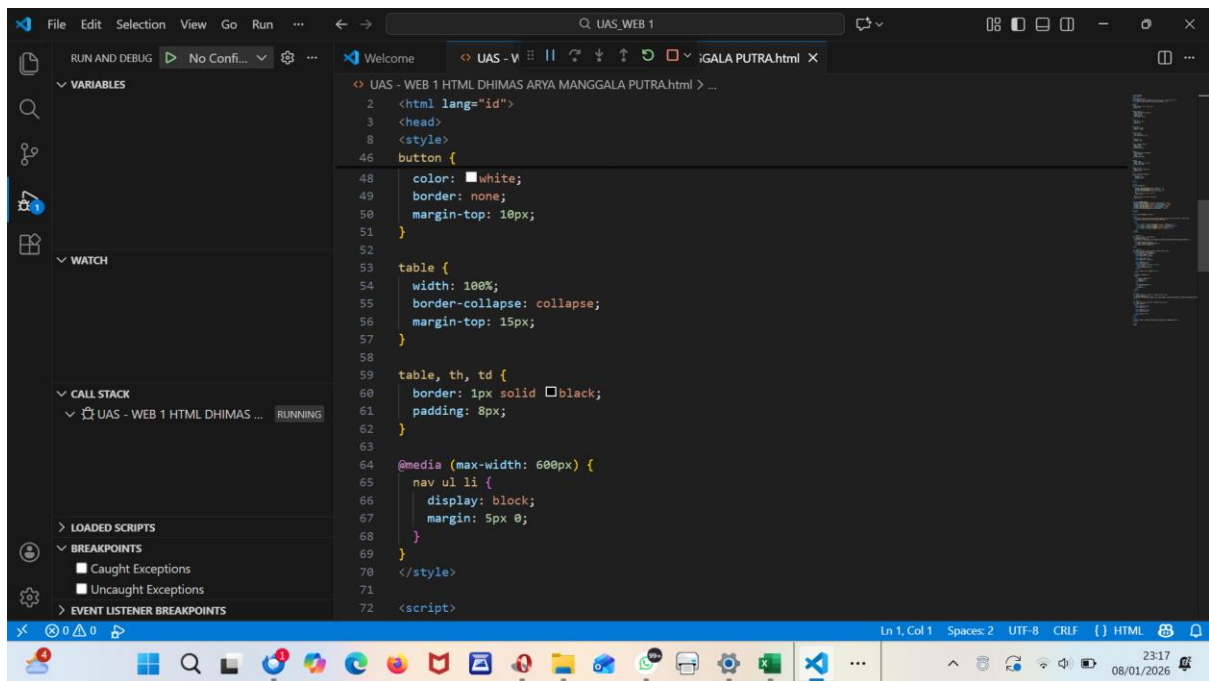 File Edit Selection View Go Run ··· UAS_WEB 1
RUN AND DEBUG No Confi... ···
Welcome
UAS - W
GGALA PUTRA.html
VARIABLES
WATCH
CALL STACK
UAS - WEB 1 HTML DHIMAS ... RUNNING
LOADED SCRIPTS
BREAKPOINTS
Caught Exceptions
Uncaught Exceptions
EVENT LISTENER BREAKPOINTS
UAS - WEB 1 HTML DHIMAS ARYA MANGGALA PUTRA.html > ...
2 <html lang="id">
3 <head>
8 <style>
46 button {
48 color: white;
49 border: none;
50 margin-top: 10px;
51 }
52
53 table {
54 width: 100%;
55 border-collapse: collapse;
56 margin-top: 15px;
57 }
58
59 table, th, td {
60 border: 1px solid black;
61 padding: 8px;
62 }
63
64 @media (max-width: 600px) {
65 nav ul li {
66 display: block;
67 margin: 5px 0;
68 }
69 }
70 </style>
71
72 <script>
0 0 Ln 1, Col 1 Spaces: 2 UTF-8 CRLF {} HTML
23:17
08/01/2026